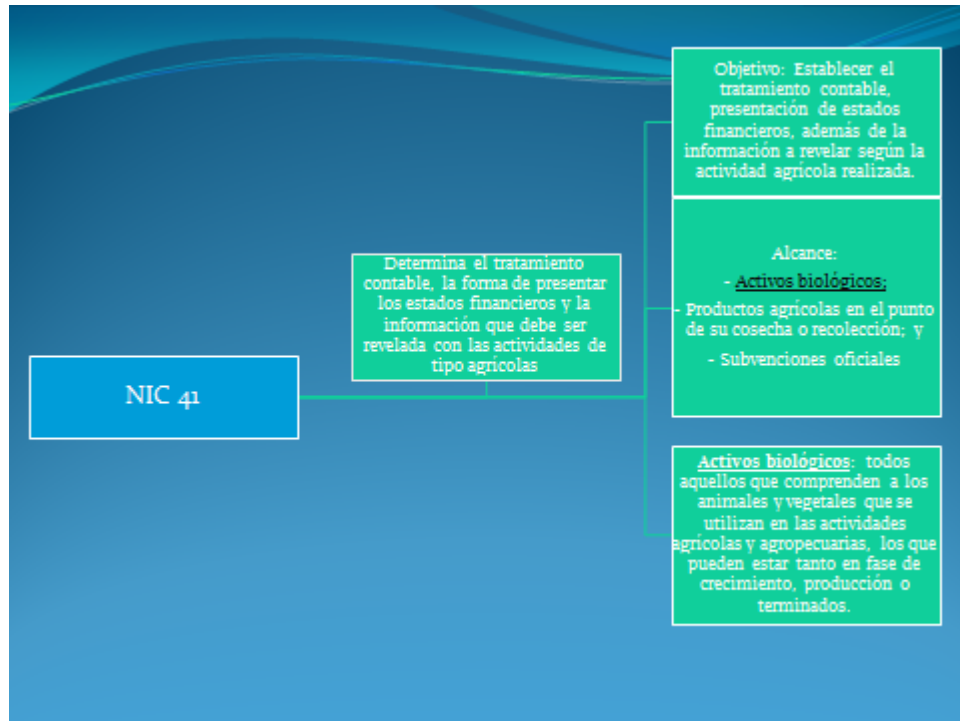 NIC 41
Determina el tratamiento
contable, la forma de presentar
los estados financieros y la
información que debe ser
revelada con las actividades de
tipo agrícolas
Objetivo: Establecer el
tratamiento contable,
presentación de estados
financieros, además de la
información a revelar según la
actividad agrícola realizada.
Alcance:
- Activos biológicos;
- Productos agrícolas en el punto
de su cosecha o recolección; y
- Subvenciones oficiales
Activos biológicos: todos
aquellos que comprenden a los
animales y vegetales que se
utilizan en las actividades
agrícolas y agropecuarias, los que
pueden estar tanto en fase de
crecimiento, producción o
terminados.